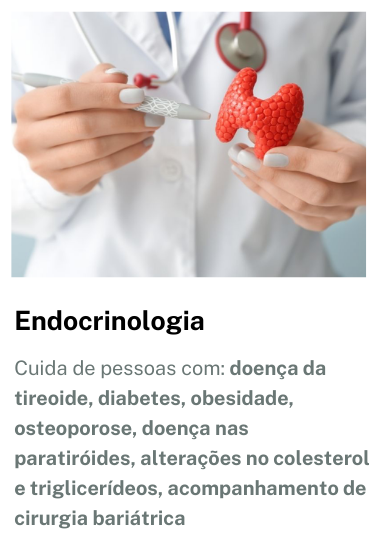 Endocrinologia
Cuida de pessoas com: doença da
tireoide, diabetes, obesidade,
osteoporose, doença nas
paratiróides, alterações no colesterol
e triglicerídeos, acompanhamento de
cirurgia bariátrica